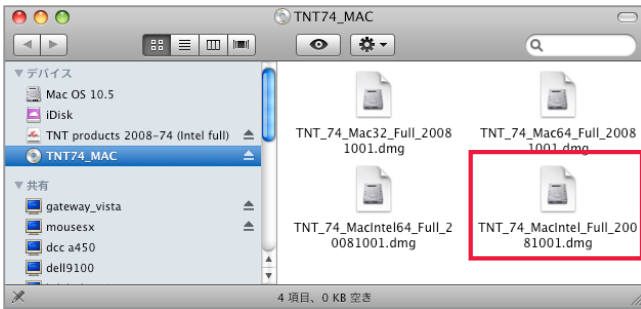 TNT74_MAC
デバイス
Mac OS 10.5
iDisk
TNT products 2008-74 (Intel full)
TNT74_MAC
共有
gateway_vista
mousesx
dcc a450
dell9100
TNT_74_Mac32_Full_2008
1001.dmg
TNT_74_Mac64_Full_2008
1001.dmg
TNT_74_MacIntel64_Full_2
0081001.dmg
TNT_74_MacIntel_Full_200
81001.dmg
4 項目、0 KB 空き